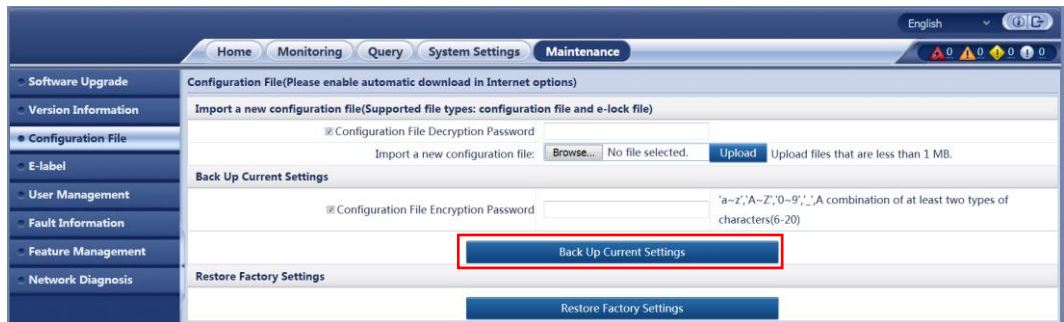 English
Home Monitoring Query System Settings Maintenance
0 0 0 0
Software Upgrade
Version Information
Configuration File
E-label
User Management
Fault Information
Feature Management
Network Diagnosis
Configuration File(Please enable automatic download in Internet options)
Import a new configuration file(Supported file types: configuration file and e-lock file)
Configuration File Decryption Password
Import a new configuration file: Browse... No file selected. Upload Upload files that are less than 1 MB.
Back Up Current Settings
Configuration File Encryption Password
'a~z','A~Z','0~9','_',A combination of at least two types of
characters(6-20)
Back Up Current Settings
Restore Factory Settings
Restore Factory Settings